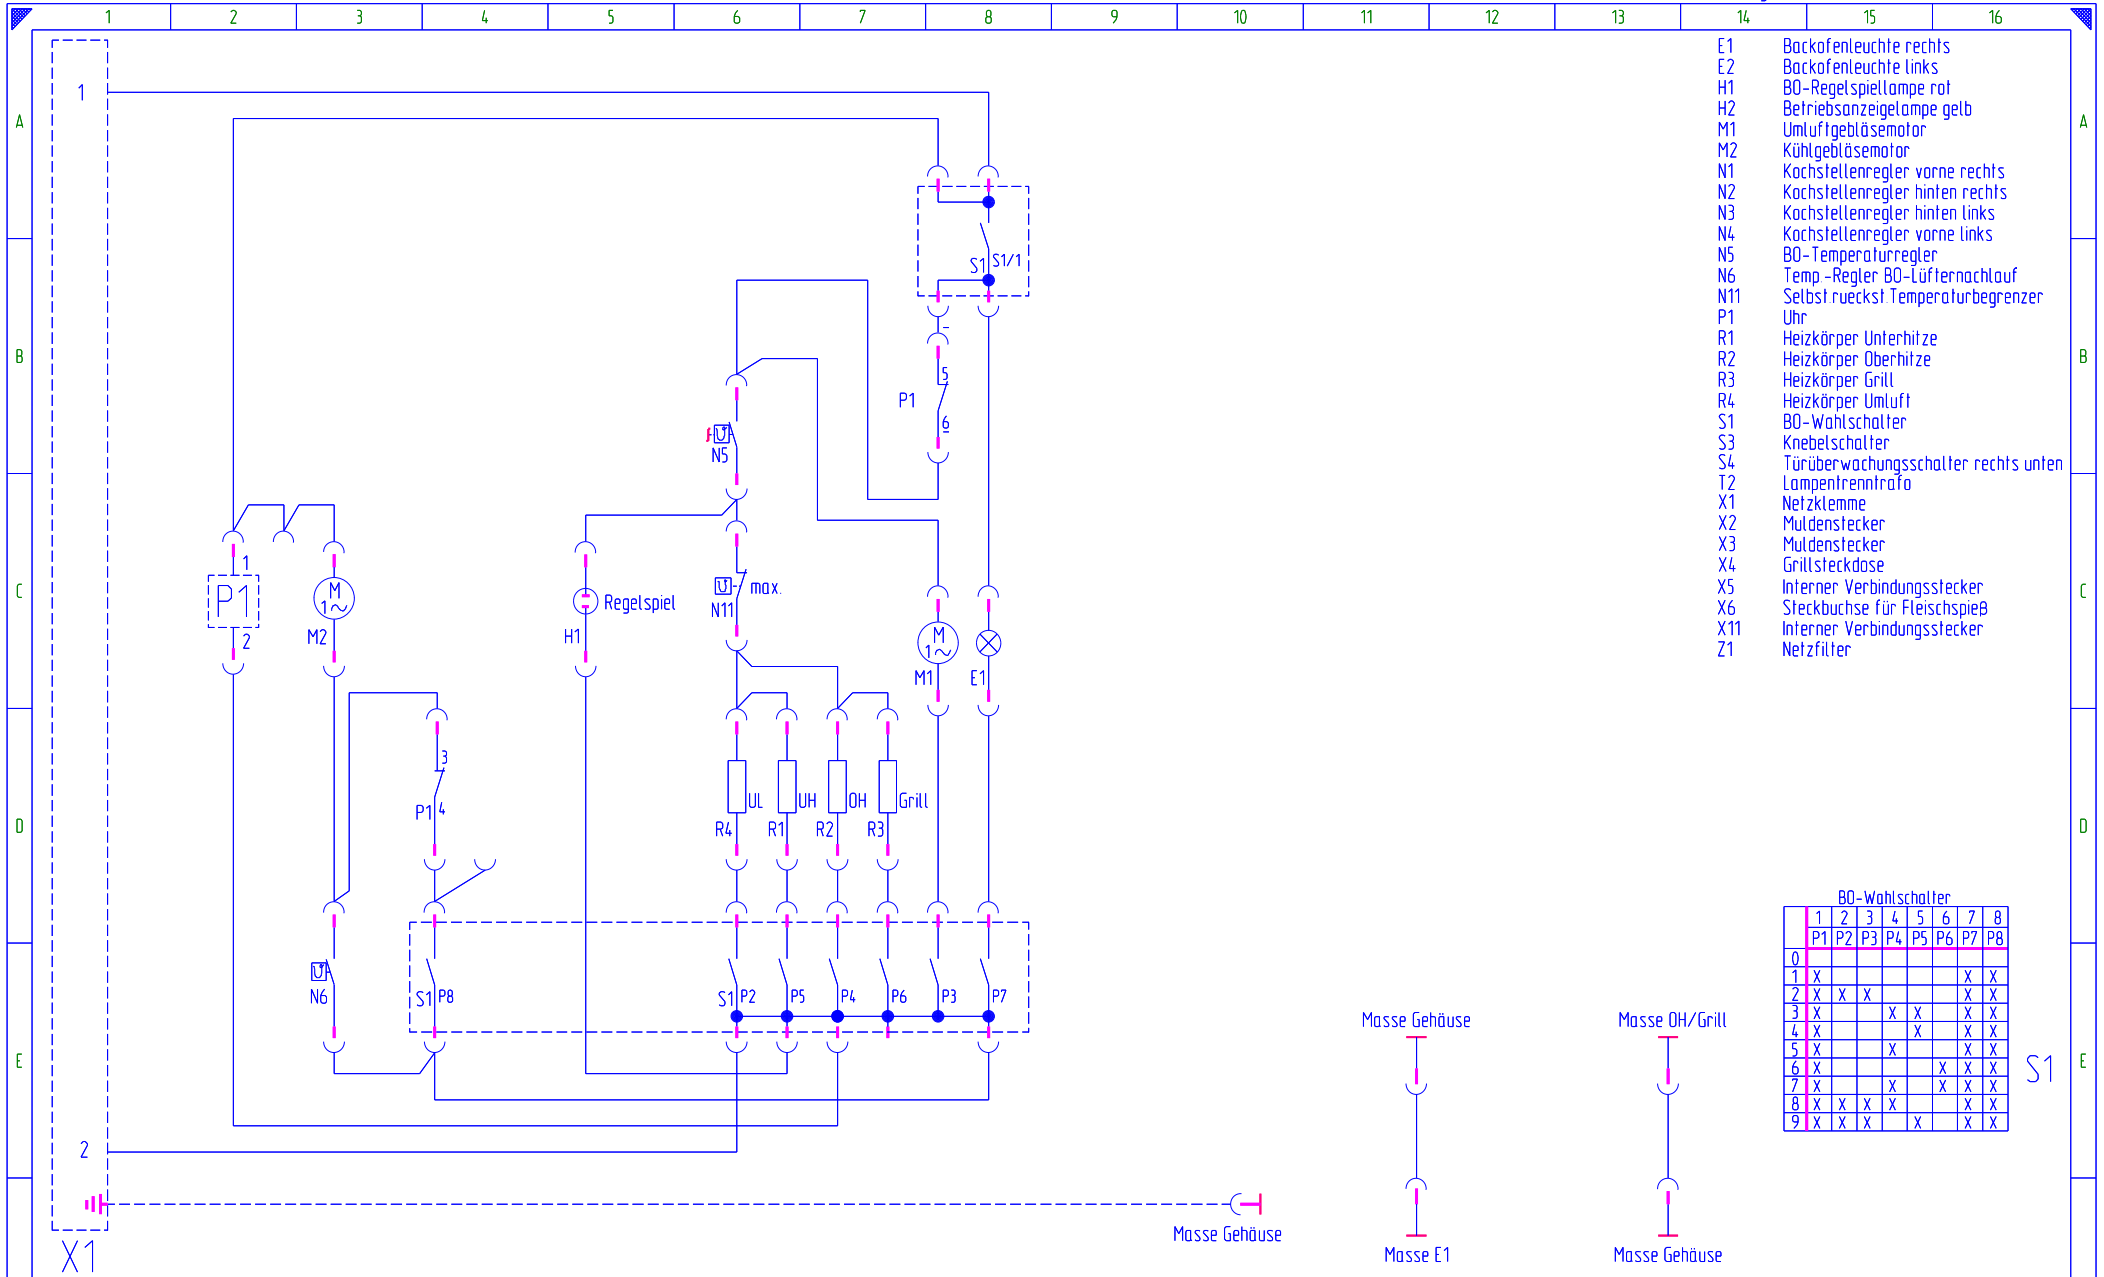 1 2 3 4 5 6 7 8 9 10 11 12 13 14 15 16
E1 Backofenleuchte rechts
E2 Backofenleuchte links
H1 BO-Regelspiellampe rot
H2 Betriebsanzeigelampe gelb
M1 Umluftgebläsemotor
M2 Kühlgebläsemotor
N1 Kochstellenregler vorne rechts
N2 Kochstellenregler hinten rechts
N3 Kochstellenregler hinten links
N4 Kochstellenregler vorne links
N5 BO-Temperaturregler
N6 Temp.-Regler BO-Lüfternachlauf
N11 Selbst.rueckst.Temperaturbegrenzer
P1 Uhr
R1 Heizkörper Unterhitze
R2 Heizkörper Oberhitze
R3 Heizkörper Grill
R4 Heizkörper Umluft
S1 BO-Wahlschalter
S3 Knebelschalter
S4 Türüberwachungsschalter rechts unten
T2 Lampentrenntrafo
X1 Netzklemme
X2 Muldenstecker
X3 Muldenstecker
X4 Grillsteckdose
X5 Interner Verbindungsstecker
X6 Steckbuchse für Fleischspieß
X11 Interner Verbindungsstecker
Z1 Netzfilter
1
A A
S1 S1/1
B B
5
P1
6
N5
C C
1
P1
2
M
1~
M2
Regelspiel
H1
max.
N11
M
1~
M1
E1
3
P1 4
D D
UL UH OH Grill
R4 R1 R2 R3
N6
S1 P8
S1 P2 P5 P4 P6 P3 P7
E E
2
X1
Masse Gehäuse
Masse Gehäuse
Masse E1
Masse OH/Grill
Masse Gehäuse
BO-Wahlschalter
1 2 3 4 5 6 7 8
P1 P2 P3 P4 P5 P6 P7 P8
0
1 X X X
2 X X X X X
3 X X X X X
4 X X X X
5 X X X X
6 X X X X
7 X X X X X
8 X X X X X X
9 X X X X X X
S1